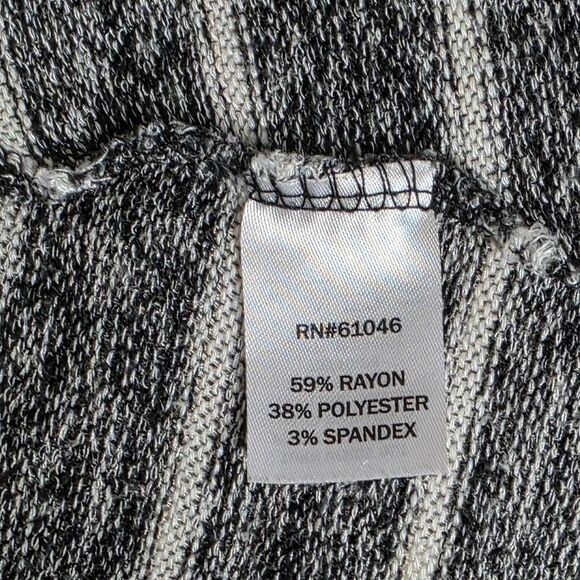 RN#61046
59% RAYON
38% POLYESTER
3% SPANDEX